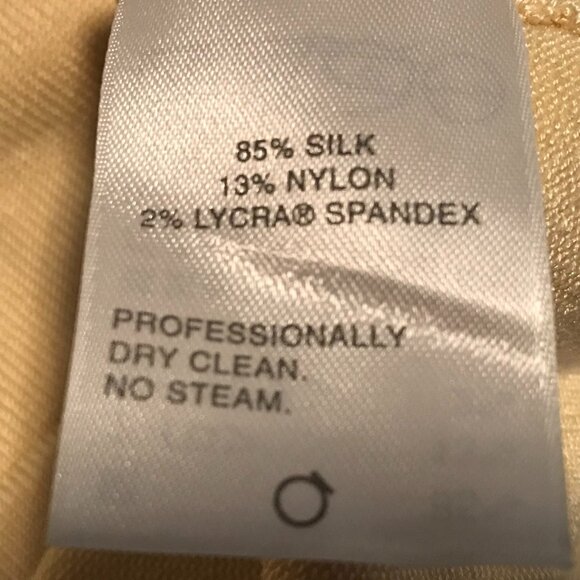 85% SILK
13% NYLON
2% LYCRA® SPANDEX
PROFESSIONALLY
DRY CLEAN.
NO STEAM.